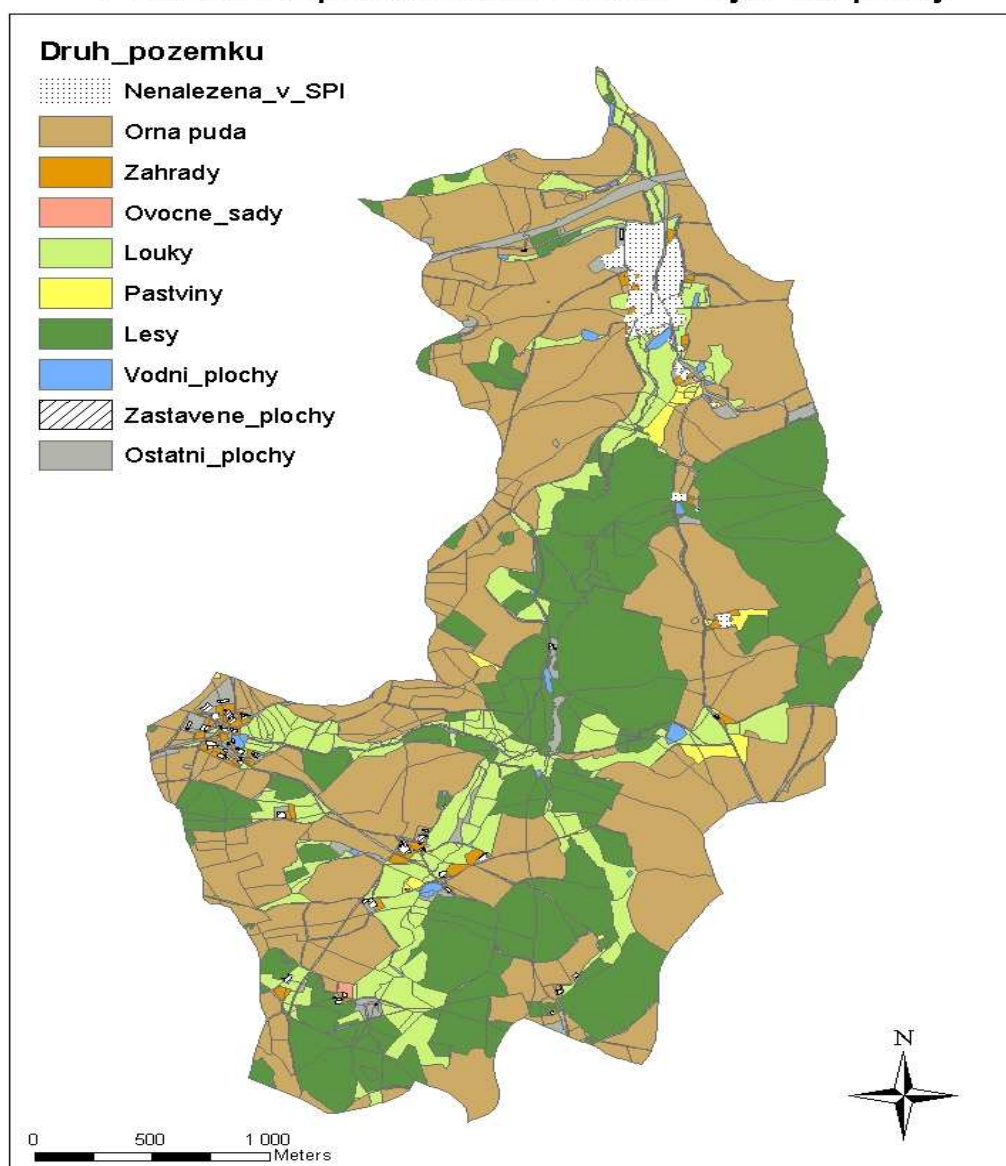 Druh_pozemku
Nenalezena_v_SPI
Orna puda
Zahrady
Ovocne_sady
Louky
Pastviny
Lesy
Vodni_plochy
Zastavene_plochy
Ostatni_plochy
N
0 500 1 000
Meters